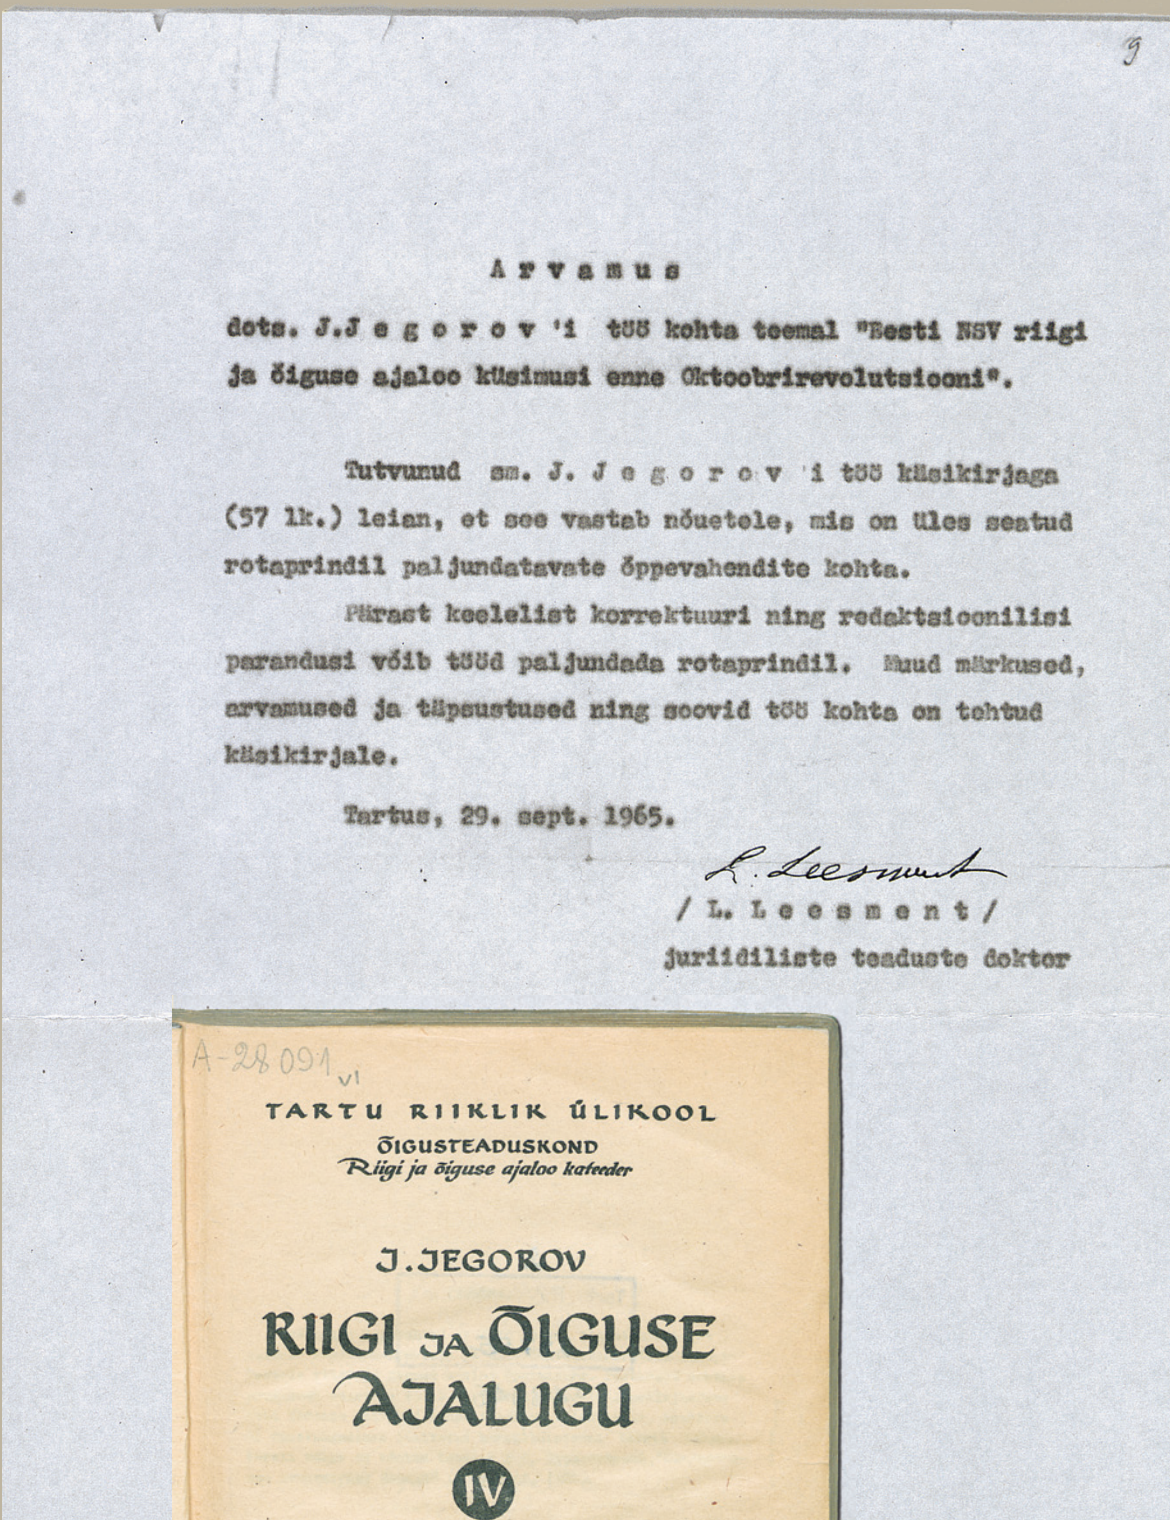 9
A r v a m u s
dots. J.J e g o r o v 'i töö kohta teemal "Eesti NSV riigi
ja õiguse ajaloo küsimusi enne Oktoobrirevolutsiooni".
Tutvunud sm. J. J e g o r o v 'i töö käsikirjaga
(57 lk.) leian, et see vastab nõuetele, mis on üles seatud
rotaprindil paljundatavate õppevahendite kohta.
Pärast keelelist korrektuuri ning redaktsioonilisi
parandusi võib tööd paljundada rotaprindil. Muud märkused,
arvamused ja täpsustused ning soovid töö kohta on tehtud
käsikirjale.
Tartus, 29. sept. 1965.
L. Leesment
/ L. L e e s m e n t /
juriidiliste teaduste doktor
A-28091
VI
TARTU RIIKLIK ÜLIKOOL
ÕIGUSTEADUSKOND
Riigi ja õiguse ajaloo kateeder
J. JEGOROV
RIIGI JA ÕIGUSE
AJALUGU
IV